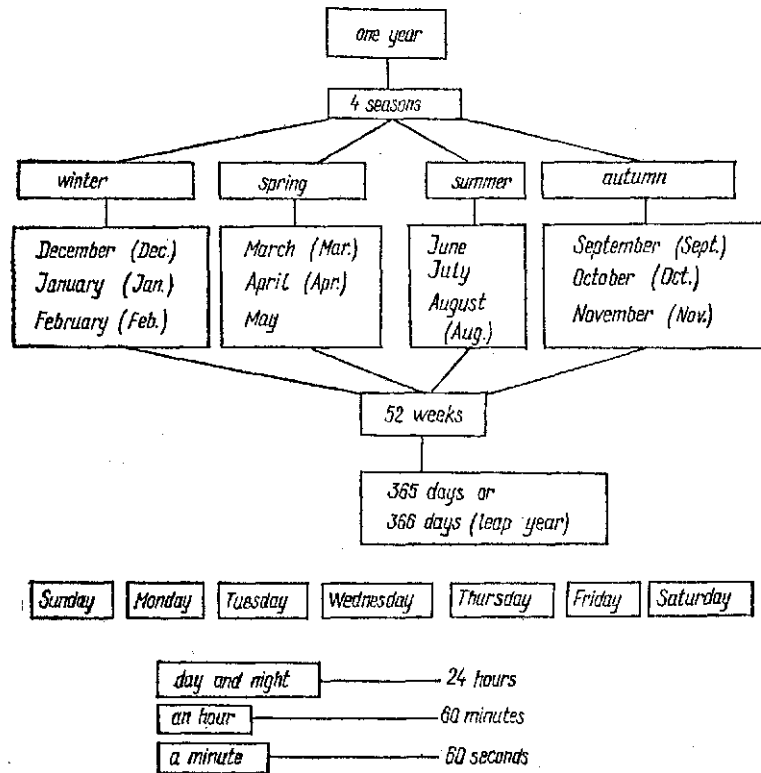 one year
4 seasons
winter
spring
summer
autumn
December (Dec.)
January (Jan.)
February (Feb.)
March (Mar.)
April (Apr.)
May
June
July
August
(Aug.)
September (Sept.)
October (Oct.)
November (Nov.)
52 weeks
365 days or
366 days (leap year)
Sunday Monday Tuesday Wednesday Thursday Friday Saturday
day and night 24 hours
an hour 60 minutes
a minute 60 seconds